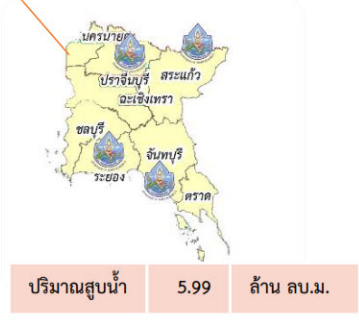 นครนายก
ปราจีนบุรี
สระแก้ว
ฉะเชิงเทรา
ชลบุรี
จันทบุรี
ระยอง
ตราด
ปริมาณสูบน้ำ 5.99 ล้าน ลบ.ม.